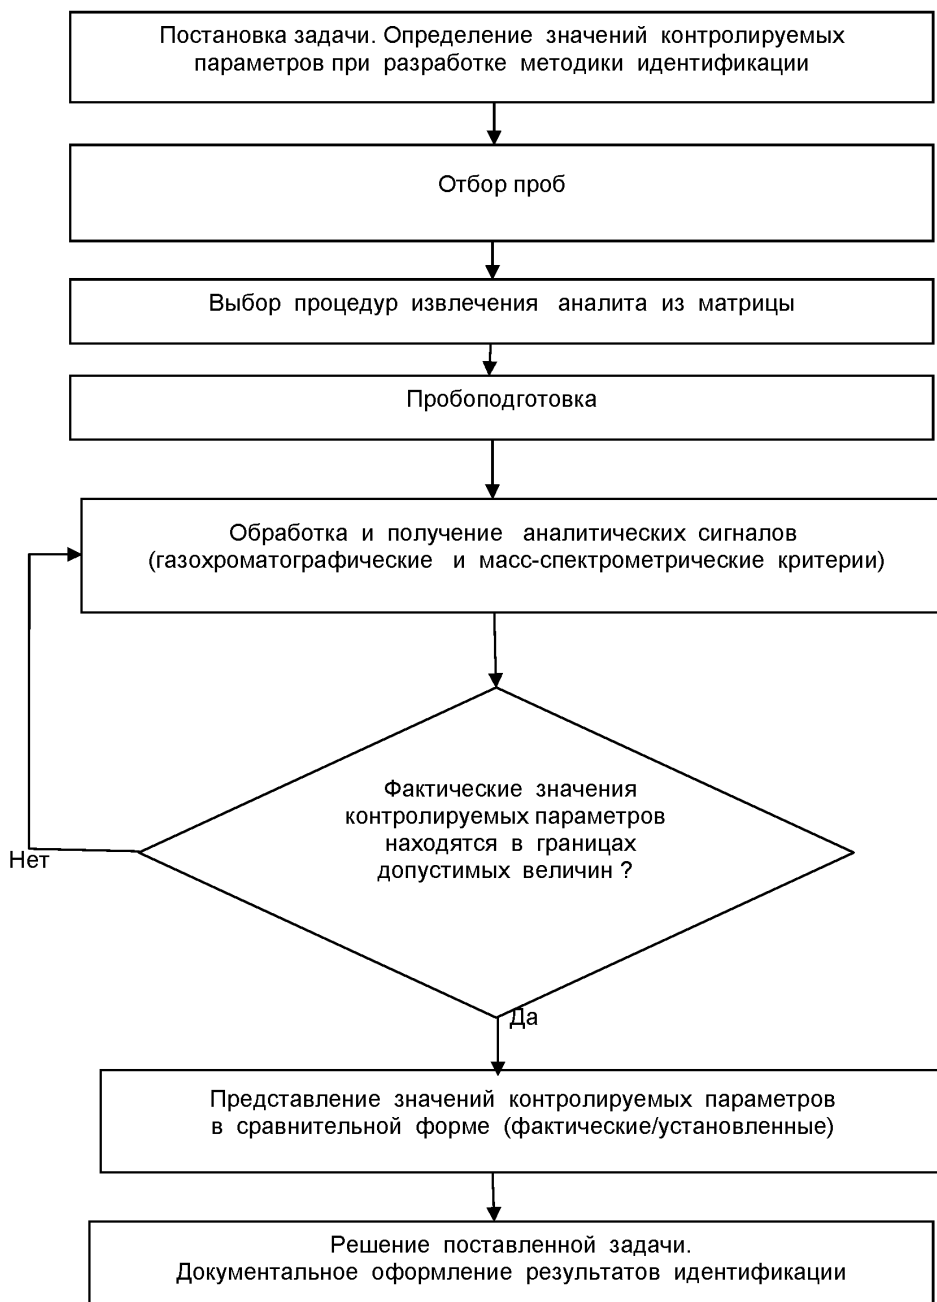 Постановка задачи. Определение значений контролируемых
параметров при разработке методики идентификации
Отбор проб
Выбор процедур извлечения аналита из матрицы
Пробоподготовка
Обработка и получение аналитических сигналов
(газохроматографические и масс-спектрометрические критерии)
Фактические значения
контролируемых параметров
находятся в границах
допустимых величин ?
Нет
Да
Представление значений контролируемых параметров
в сравнительной форме (фактические/установленные)
Решение поставленной задачи.
Документальное оформление результатов идентификации